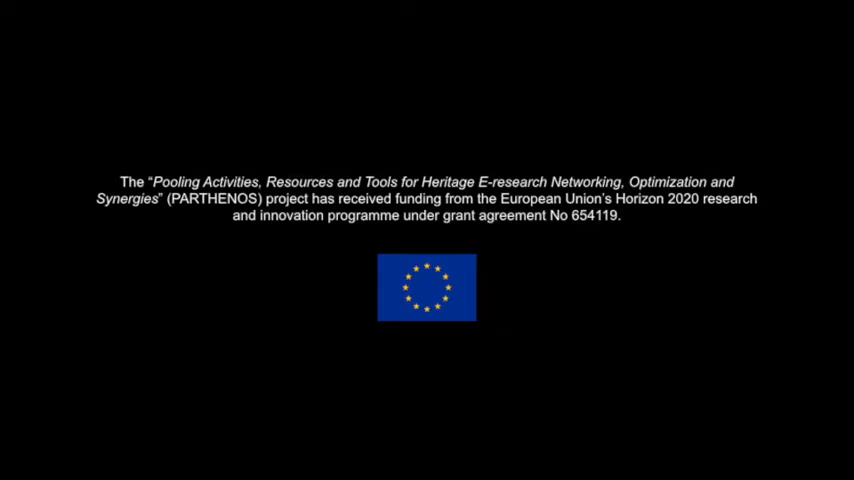 The “Pooling Activities, Resources and Tools for Heritage E-research Networking, Optimization and
Synergies” (PARTHENOS) project has received funding from the European Union’s Horizon 2020 research
and innovation programme under grant agreement No 654119.